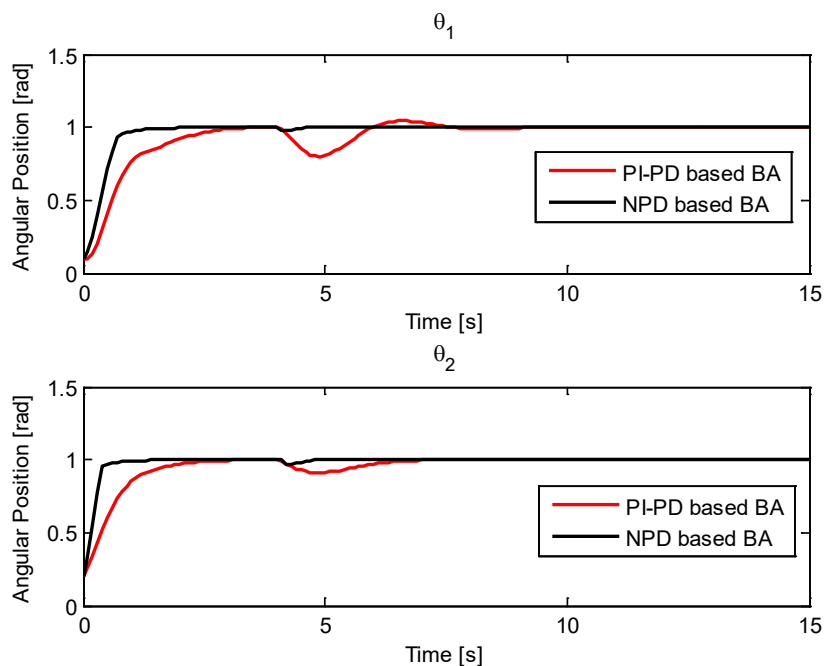 θ1
Angular Position [rad]
1.5
1
0.5
0
PI-PD based BA
NPD based BA
0
5
10
15
Time [s]
θ2
Angular Position [rad]
1.5
1
0.5
0
PI-PD based BA
NPD based BA
0
5
10
15
Time [s]